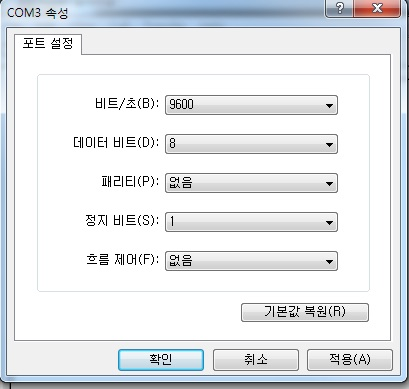 COM3 속성
포트 설정
비트/초(B): 9600
데이터 비트(D): 8
패리티(P): 없음
정지 비트(S): 1
흐름 제어(F): 없음
기본값 복원(R)
확인 취소 적용(A)